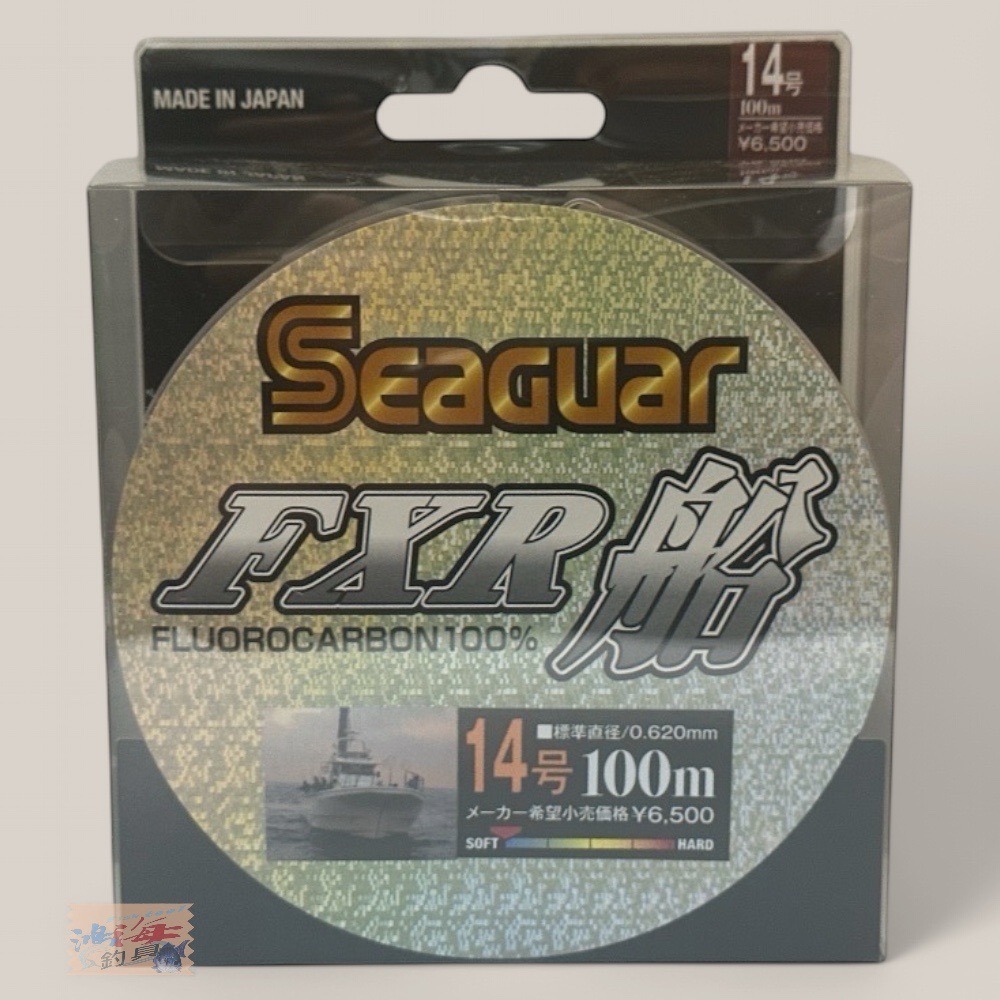 MADE IN JAPAN
14号
100m
メーカー希望小売価格
¥6,500
Seaguar
FXR船
FLUOROCARBON100%
14号
■標準直径/0.620mm
100m
メーカー希望小売価格 ¥6,500
SOFT HARD
釣具